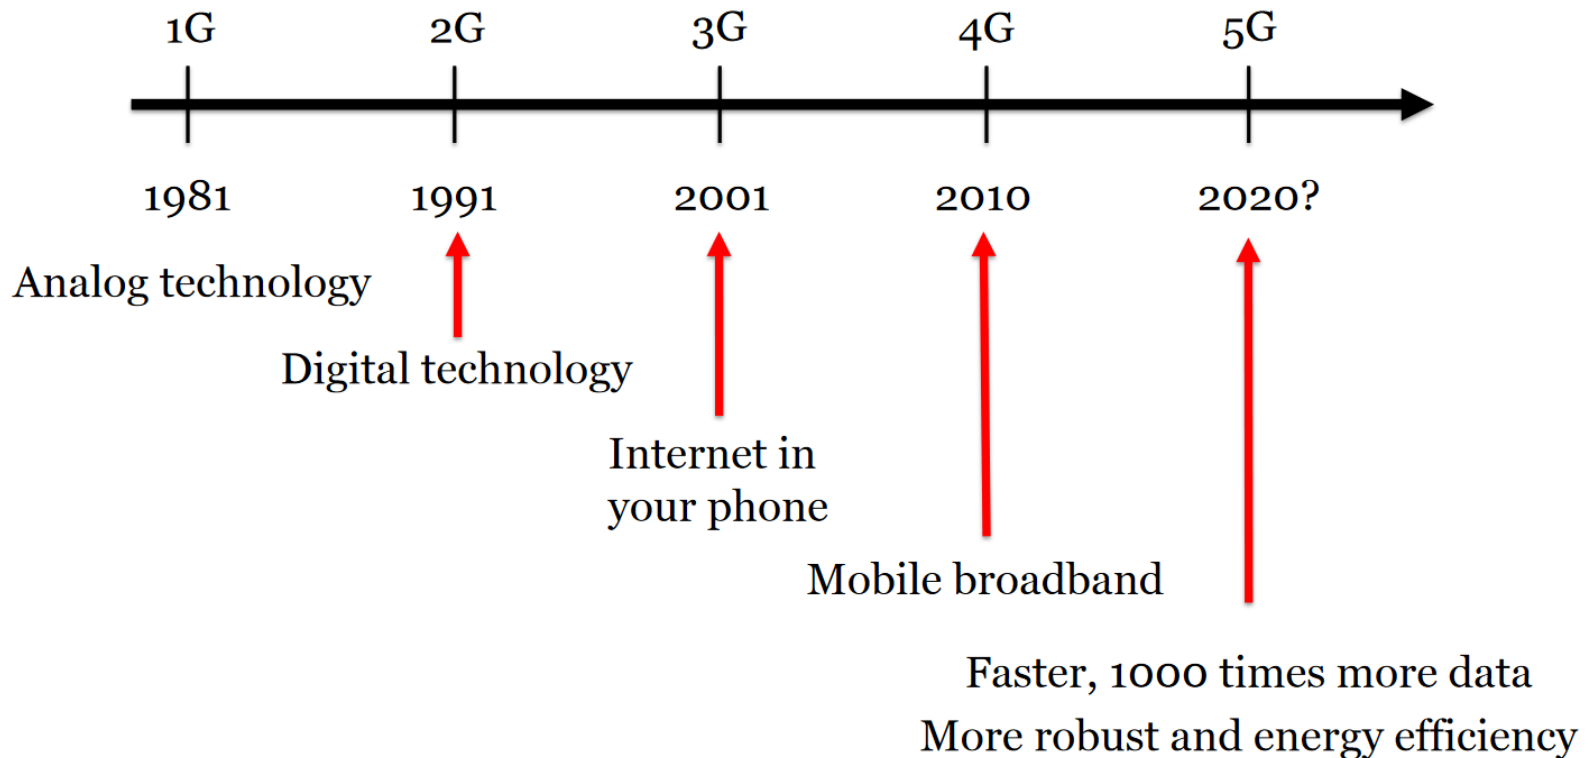 1G 2G 3G 4G 5G
1981 1991 2001 2010 2020?
Analog technology
Digital technology
Internet in
your phone
Mobile broadband
Faster, 1000 times more data
More robust and energy efficiency